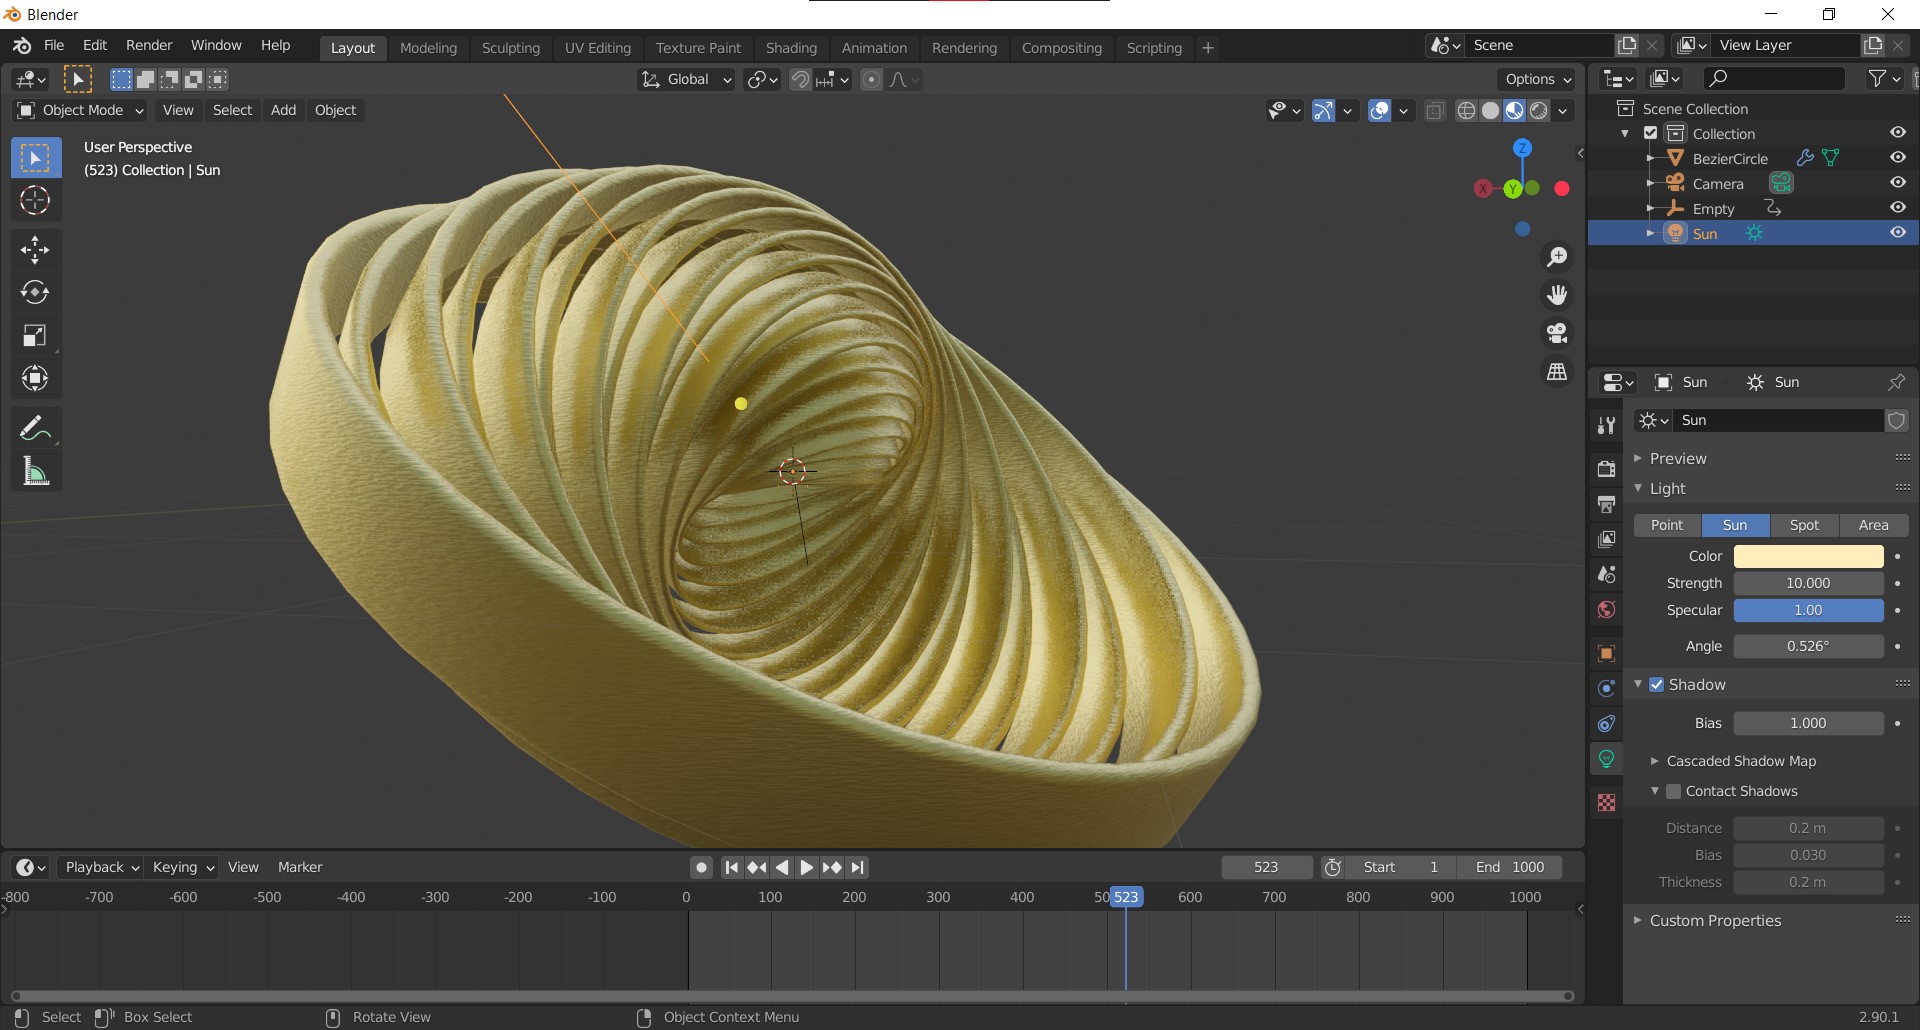 Blender
File Edit Render Window Help Layout Modeling Sculpting UV Editing Texture Paint Shading Animation Rendering Compositing Scripting + Scene View Layer
Global Options
Object Mode View Select Add Object
User Perspective
(523) Collection | Sun
Z
X Y
Scene Collection
Collection
BezierCircle
Camera
Empty
Sun
Sun Sun
Sun
Preview
Light
Point Sun Spot Area
Color
Strength 10.000
Specular 1.00
Angle 0.526°
Shadow
Bias 1.000
Cascaded Shadow Map
Contact Shadows
Distance 0.2 m
Bias 0.030
Thickness 0.2 m
Custom Properties
Playback Keying View Marker 523 Start 1 End 1000
-800 -700 -600 -500 -400 -300 -200 -100 0 100 200 300 400 50 523 600 700 800 900 1000
Select Box Select Rotate View Object Context Menu 2.90.1